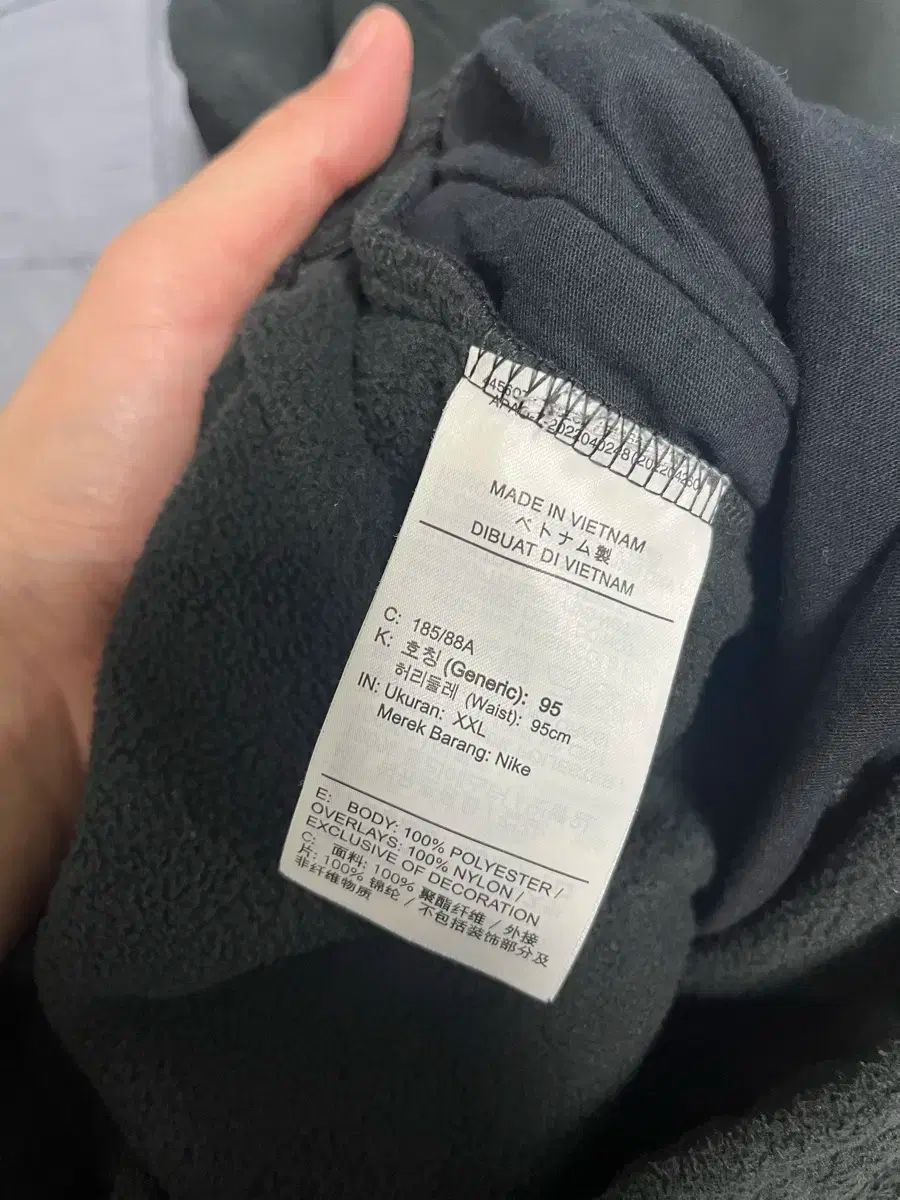 MADE IN VIETNAM
ベトナム製
DIBUAT DI VIETNAM
C: 185/88A
K: 호칭 (Generic): 95
허리둘레 (Waist): 95cm
IN: Ukuran: XXL
Merek Barang: Nike
E: BODY: 100% POLYESTER /
OVERLAYS: 100% NYLON /
EXCLUSIVE OF DECORATION
C: 面料: 100% 聚酯纤维 / 外接
片: 100% 锦纶 / 不包括装饰部分及
非纤维物质